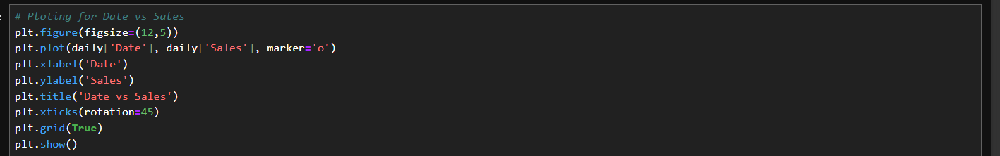 # Ploting for Date vs Sales
plt.figure(figsize=(12,5))
plt.plot(daily['Date'], daily['Sales'], marker='o')
plt.xlabel('Date')
plt.ylabel('Sales')
plt.title('Date vs Sales')
plt.xticks(rotation=45)
plt.grid(True)
plt.show()